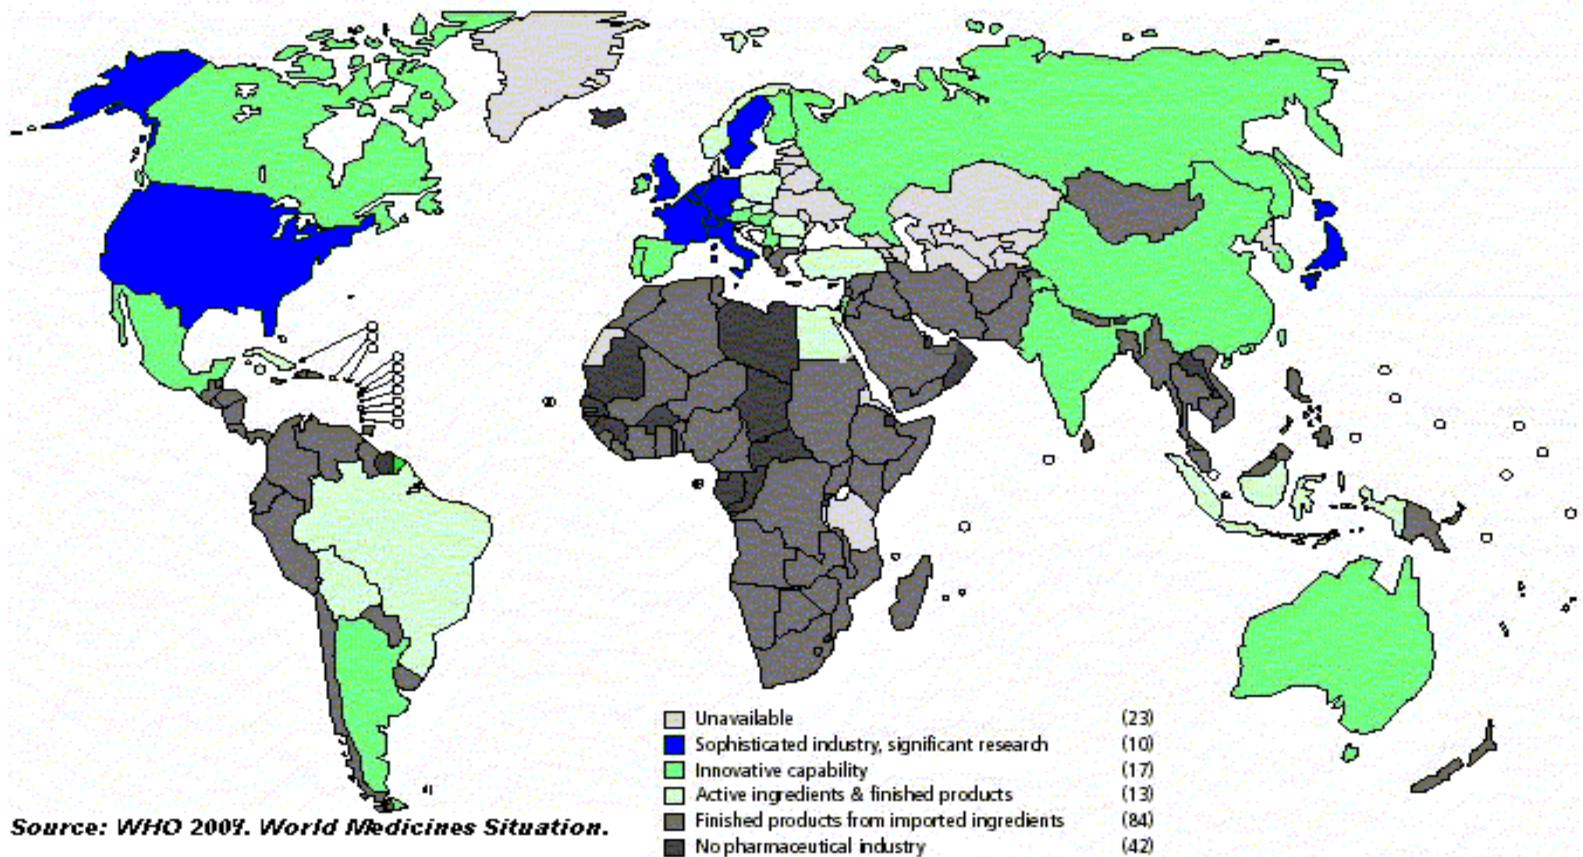 Unavailable (23)
Sophisticated industry, significant research (10)
Innovative capability (17)
Active ingredients & finished products (13)
Finished products from imported ingredients (84)
No pharmaceutical industry (42)
Source: WHO World Medicines Situation.